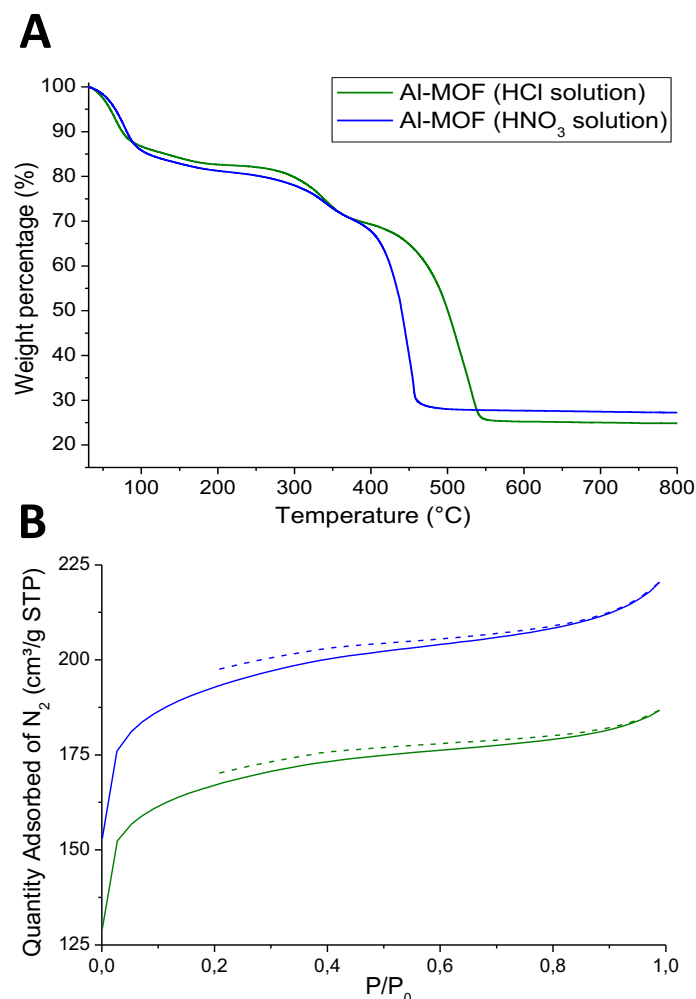 A
Al-MOF (HCl solution)
Al-MOF (HNO₃ solution)
Weight percentage (%)
100
90
80
70
60
50
40
30
20
100 200 300 400 500 600 700 800
Temperature (°C)
B
Quantity Adsorbed of N₂ (cm³/g STP)
225
200
175
150
125
0,0 0,2 0,4 0,6 0,8 1,0
P/P₀